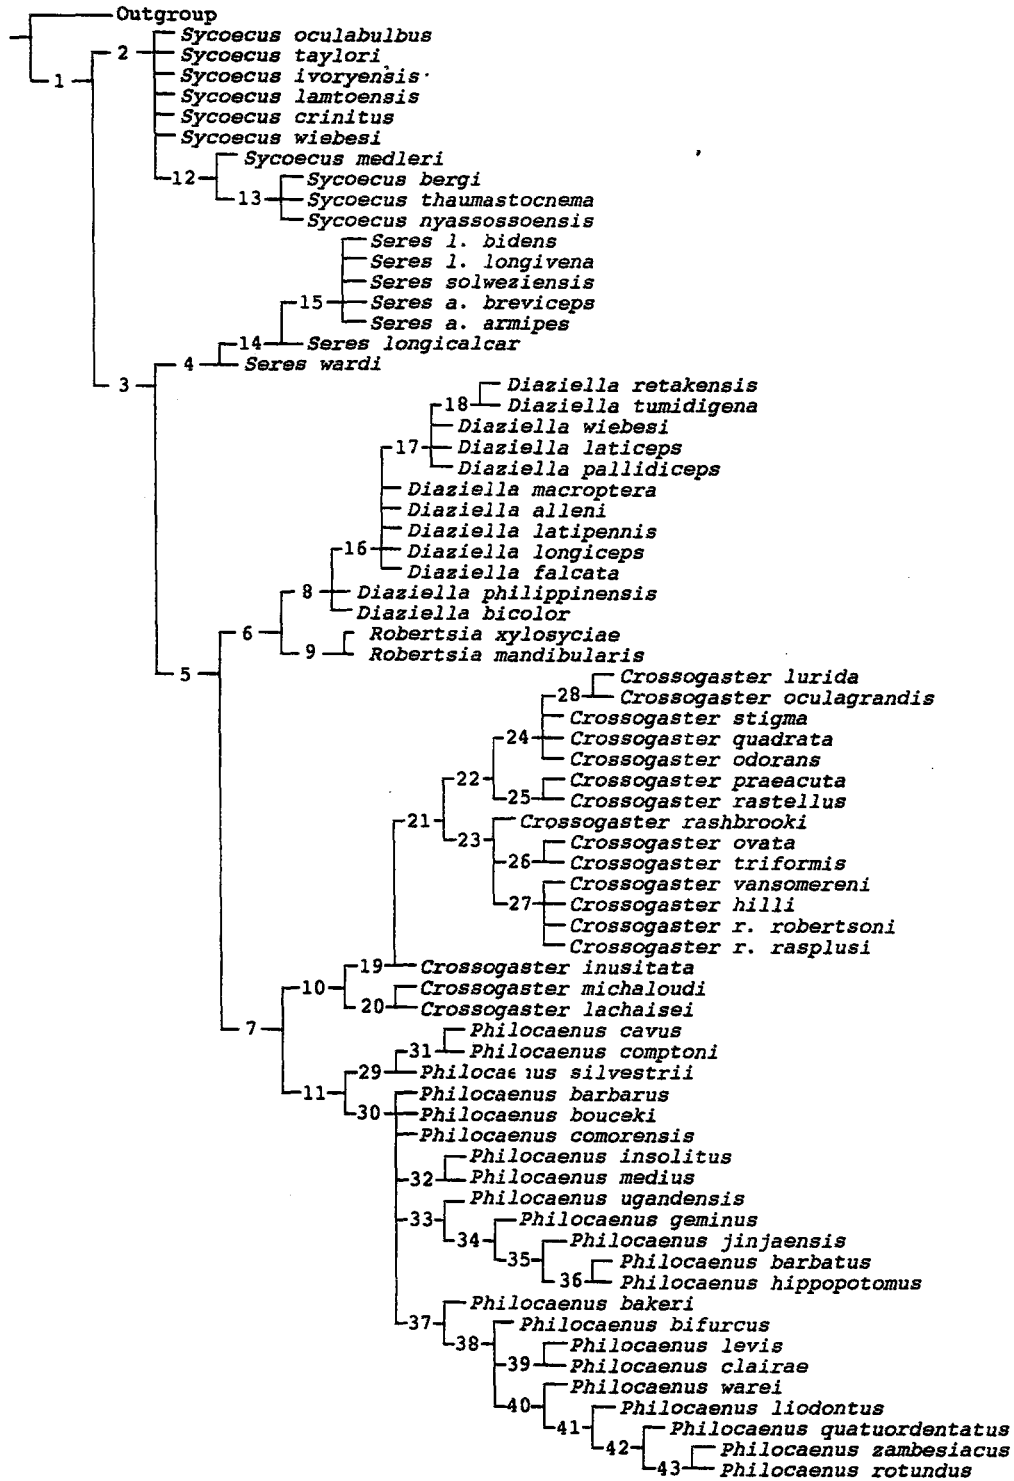 Outgroup
2 Sycoecus oculabulbus
Sycoecus taylori
1 Sycoecus ivoryensis
Sycoecus lamtoensis
Sycoecus crinitus
Sycoecus wiebesi
Sycoecus medleri
12
Sycoecus bergi
13 Sycoecus thaumastocnema
Sycoecus nyassossoensis
Seres l. bidens
Seres l. longivena
Seres solweziensis
15 Seres a. breviceps
Seres a. armipes
14 Seres longicalcar
4 Seres wardi
3 Diaziella retakensis
18 Diaziella tumidigena
Diaziella wiebesi
17 Diaziella laticeps
Diaziella pallidiceps
Diaziella macroptera
Diaziella alleni
Diaziella latipennis
16 Diaziella longiceps
Diaziella falcata
8 Diaziella philippinensis
Diaziella bicolor
6 Robertsia xylosyciae
9 Robertsia mandibularis
5 Crossogaster lurida
28 Crossogaster oculagrandis
Crossogaster stigma
24 Crossogaster quadrata
Crossogaster odorans
22 Crossogaster praeacuta
25 Crossogaster rastellus
21 Crossogaster rashbrooki
23 Crossogaster ovata
26 Crossogaster triformis
Crossogaster vansomereni
27 Crossogaster hilli
Crossogaster r. robertsoni
Crossogaster r. rasplusi
19 Crossogaster inusitata
10 Crossogaster michaloudi
20 Crossogaster lachaisei
7 Philocaenus cavus
31 Philocaenus comptoni
29 Philocaenus silvestrii
11 Philocaenus barbarus
30 Philocaenus bouceki
Philocaenus comorensis
Philocaenus insolitus
32 Philocaenus medius
Philocaenus ugandensis
33 Philocaenus geminus
34 Philocaenus jinjaensis
35 Philocaenus barbatus
36 Philocaenus hippopotomus
Philocaenus bakeri
37 Philocaenus bifurcus
38 Philocaenus levis
39 Philocaenus clairae
Philocaenus warei
40 Philocaenus liodontus
41 Philocaenus quatuordentatus
42 Philocaenus zambesiacus
43 Philocaenus rotundus